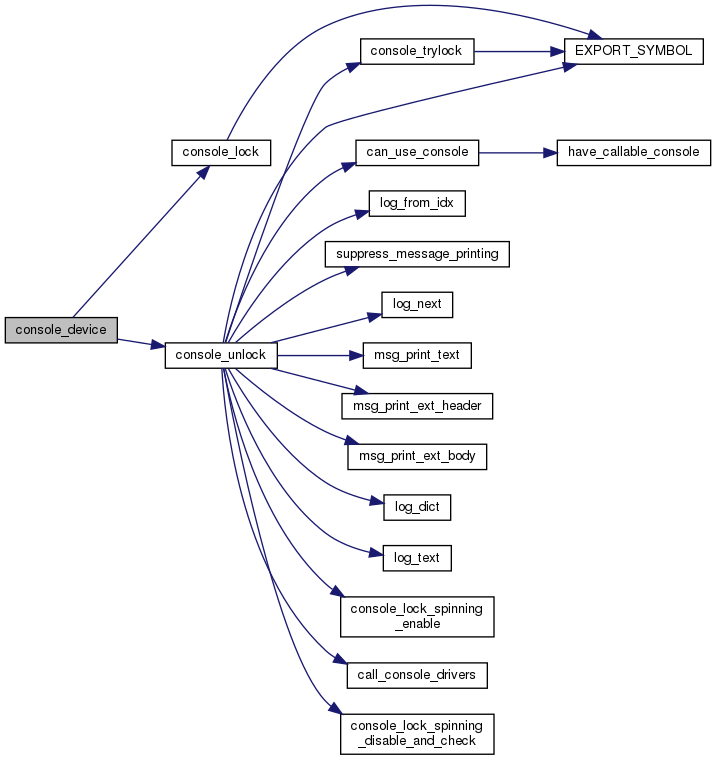 console_trylock
EXPORT_SYMBOL
console_lock
can_use_console
have_callable_console
log_from_idx
suppress_message_printing
log_next
console_device
console_unlock
msg_print_text
msg_print_ext_header
msg_print_ext_body
log_dict
log_text
console_lock_spinning
_enable
call_console_drivers
console_lock_spinning
_disable_and_check